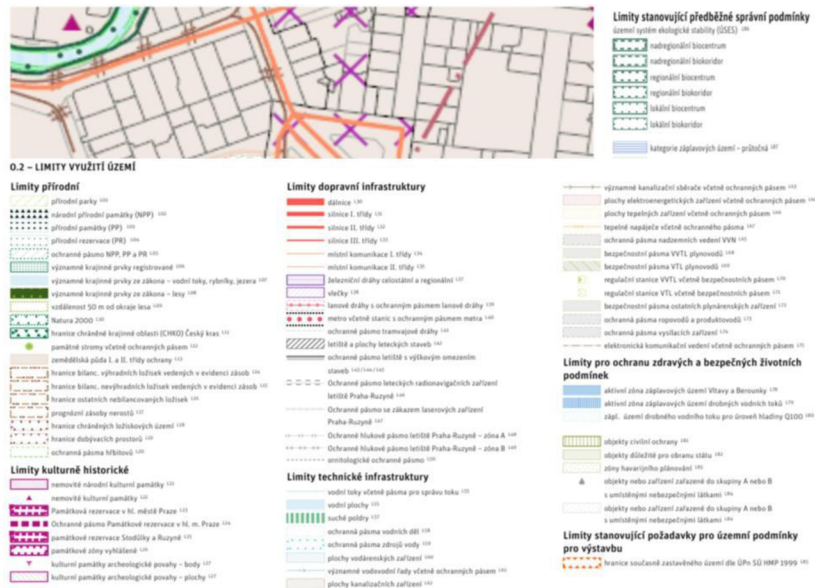 Limity stanovující předběžné správní podmínky
územní systém ekologické stability (ÚSES)
nadregionální biocentrum
nadregionální biokoridor
regionální biocentrum
regionální biokoridor
lokální biocentrum
lokální biokoridor
kategorie záplavových území – průtočná
O.2 – LIMITY VYUŽITÍ ÚZEMÍ
Limity přírodní
přírodní parky
národní přírodní památky (NPP)
přírodní památky (PP)
přírodní rezervace (PR)
ochranné pásmo NPP, PP a PR
významné krajinné prvky registrované
významné krajinné prvky ze zákona – vodní toky, rybníky, jezera
významné krajinné prvky ze zákona – lesy
vzdálenost 50 m od okraje lesa
Natura 2000
hranice chráněné krajinné oblasti (CHKO) Český kras
památné stromy včetně ochranných pásem
zemědělská půda I. a II. třídy ochrany
hranice bilanc. výhradních ložisek vedených v evidenci zásob
hranice bilanc. nevýhradních ložisek vedených v evidenci zásob
hranice ostatních nebilancovaných ložisek
prognózní zásoby nerostů
hranice chráněných ložiskových území
hranice dobývacích prostorů
ochranná pásma hřbitovů
Limity kulturně historické
nemovité národní kulturní památky
nemovité kulturní památky
Památková rezervace v hl. městě Praze
Ochranné pásmo Památkové rezervace v hl. m. Praze
památkové rezervace Stodůlky a Ruzyně
památkové zóny vyhlášené
kulturní památky archeologické povahy – body
kulturní památky archeologické povahy – plochy
Limity dopravní infrastruktury
dálnice
silnice I. třídy
silnice II. třídy
silnice III. třídy
místní komunikace I. třídy
místní komunikace II. třídy
železniční dráhy celostátní a regionální
vlečky
lanové dráhy s ochranným pásmem lanové dráhy
metro včetně stanic s ochranným pásmem metra
ochranné pásmo tramvajové dráhy
letiště a plochy leteckých staveb
ochranné pásmo letiště s výškovým omezením
staveb
Ochranné pásmo leteckých radionavigačních zařízení
letiště Praha-Ruzyně
Ochranné pásmo se zákazem laserových zařízení
Praha-Ruzyně
Ochranné hlukové pásmo letiště Praha-Ruzyně – zóna A
Ochranné hlukové pásmo letiště Praha-Ruzyně – zóna B
ornitologické ochranné pásmo
Limity technické infrastruktury
vodní toky včetně pásma pro správu toku
vodní plochy
suché poldry
ochranná pásma vodních děl
ochranná pásma zdrojů vody
plochy vodárenských zařízení
významné vodovodní řady včetně ochranných pásem
plochy kanalizačních zařízení
významné kanalizační sběrače včetně ochranných pásem
plochy elektroenergetických zařízení včetně ochranných pásem
plochy tepelných zařízení včetně ochranných pásem
tepelné napáječe včetně ochranného pásma
ochranná pásma nadzemních vedení VVN
bezpečnostní pásma VVTL plynovodů
bezpečnostní pásma VTL plynovodů
regulační stanice VVTL včetně bezpečnostních pásem
regulační stanice VTL včetně bezpečnostních pásem
bezpečnostní pásma ostatních plynárenských zařízení
ochranná pásma ropovodů a produktovodů
ochranná pásma vysílacích zařízení
elektronická komunikační vedení včetně ochranných pásem
Limity pro ochranu zdravých a bezpečných životních
podmínek
aktivní zóna záplavových území Vltavy a Berounky
aktivní zóna záplavových území drobných vodních toků
zápl. území drobného vodního toku pro úroveň hladiny Q100
objekty civilní ochrany
objekty důležité pro obranu státu
zóny havarijního plánování
objekty nebo zařízení zařazené do skupiny A nebo B
s umístěnými nebezpečnými látkami
objekty nebo zařízení zařazené do skupiny A nebo B
s umístěnými nebezpečnými látkami
Limity stanovující požadavky pro územní podmínky
pro výstavbu
hranice současně zastavěného území dle ÚPn SÚ HMP 1999